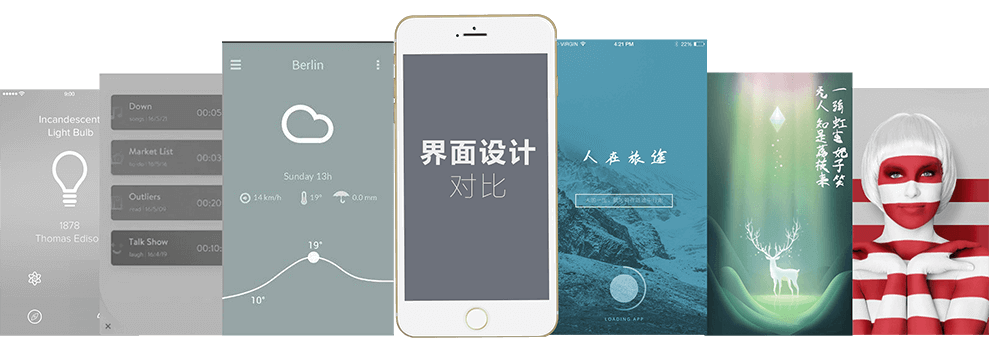 9:00
Incandescent
Light Bulb
1878
Thomas Ediso
Down
00:05
Market List
00:03
Outliers
00:20
Talk Show
00:10
Berlin
Sunday 13h
14 km/h
19°
0.0 mm
19°
10°
界面设计
对比
VIRGIN
4:21 PM
22%
人在旅途
LOADING APP
一骑红尘妃子笑
无人知是荔枝来